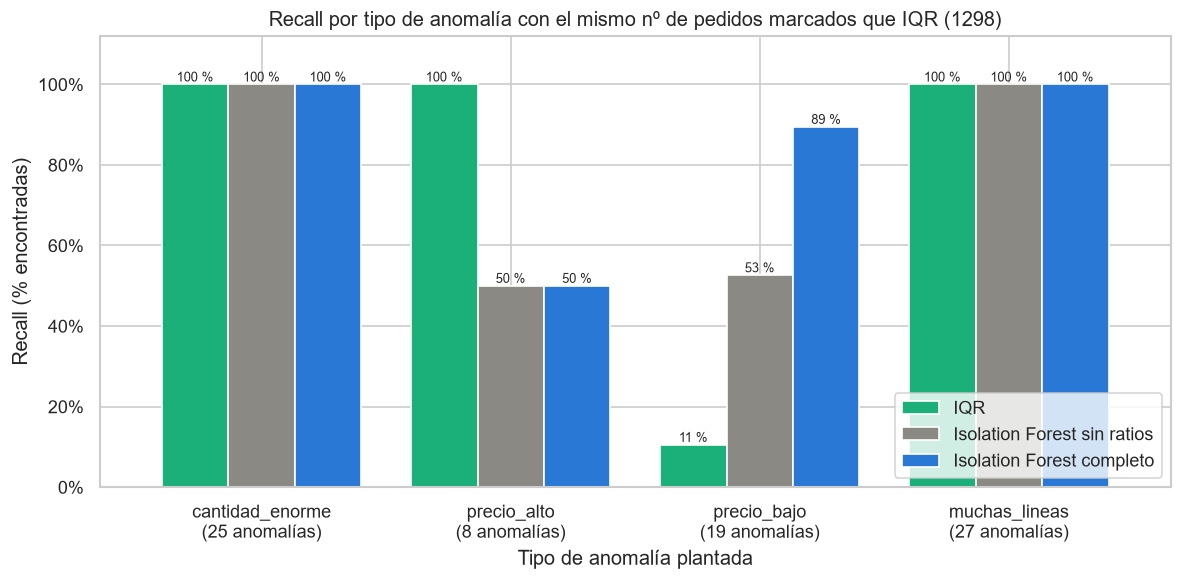 Recall por tipo de anomalía con el mismo nº de pedidos marcados que IQR (1298)
Recall (% encontradas)
100%
80%
60%
40%
20%
0%
100 %
100 %
100 %
100 %
50 %
50 %
11 %
53 %
89 %
100 %
100 %
100 %
IQR
Isolation Forest sin ratios
Isolation Forest completo
cantidad_enorme
(25 anomalías)
precio_alto
(8 anomalías)
precio_bajo
(19 anomalías)
muchas_lineas
(27 anomalías)
Tipo de anomalía plantada